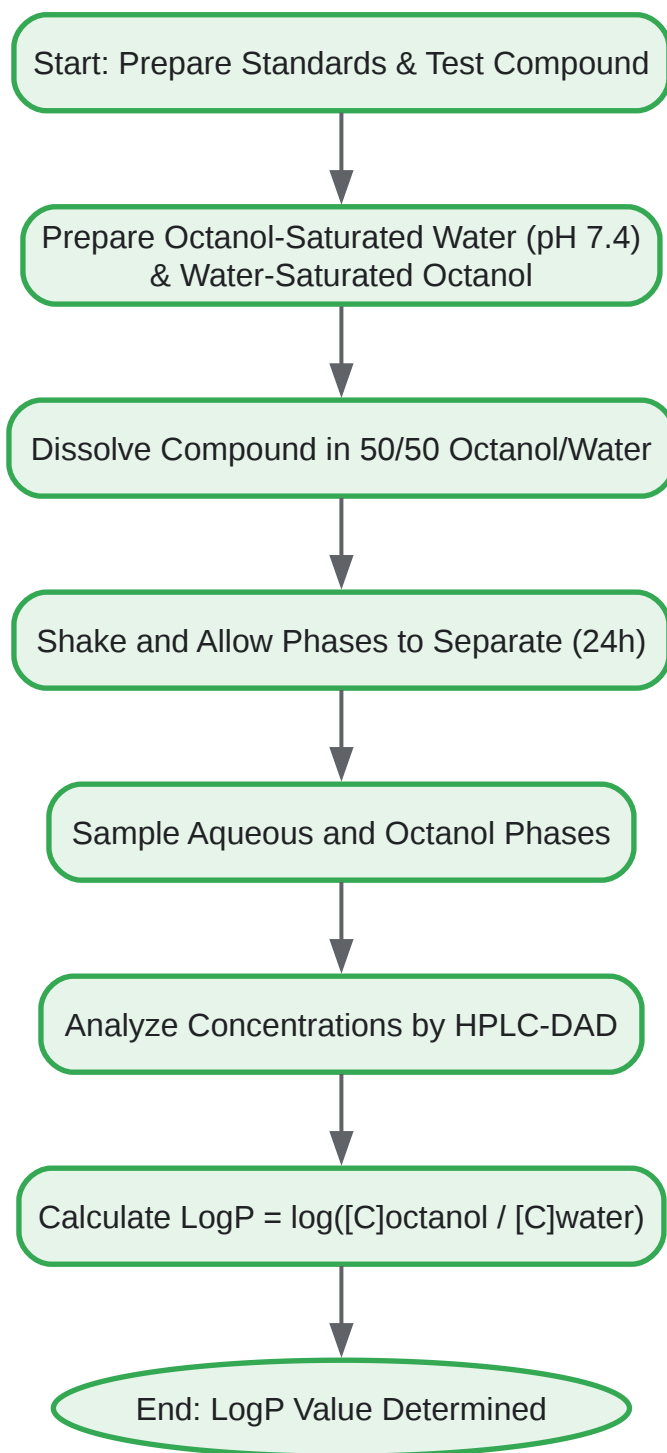 Start: Prepare Standards & Test Compound
Prepare Octanol-Saturated Water (pH 7.4)
& Water-Saturated Octanol
Dissolve Compound in 50/50 Octanol/Water
Shake and Allow Phases to Separate (24h)
Sample Aqueous and Octanol Phases
Analyze Concentrations by HPLC-DAD
Calculate LogP = log([C]octanol / [C]water)
End: LogP Value Determined